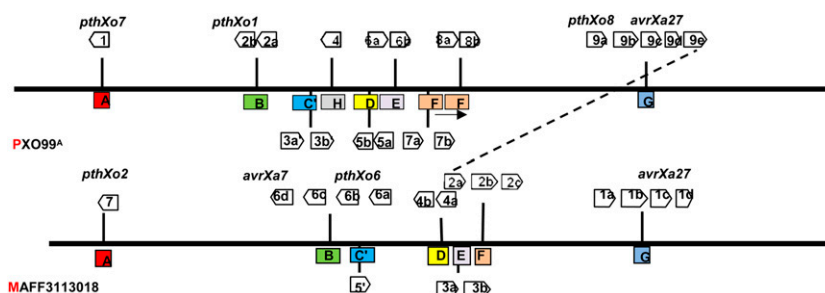 pthXo7 pthXo1 pthXo8 avrXa27
1 2b 2a 4 6a 6b 8a 8b 9a 9b 9c 9d 9e
A B C' H D E F F G
3a 3b 5b 5a 7a 7b
PXO99A
pthXo2 avrXa7 pthXo6 avrXa27
2a 2b 2c
7 6d 6c 6b 6a 4b 4a 1a 1b 1c 1d
A B C' D E F G
5' 3a 3b
MAFF3113018